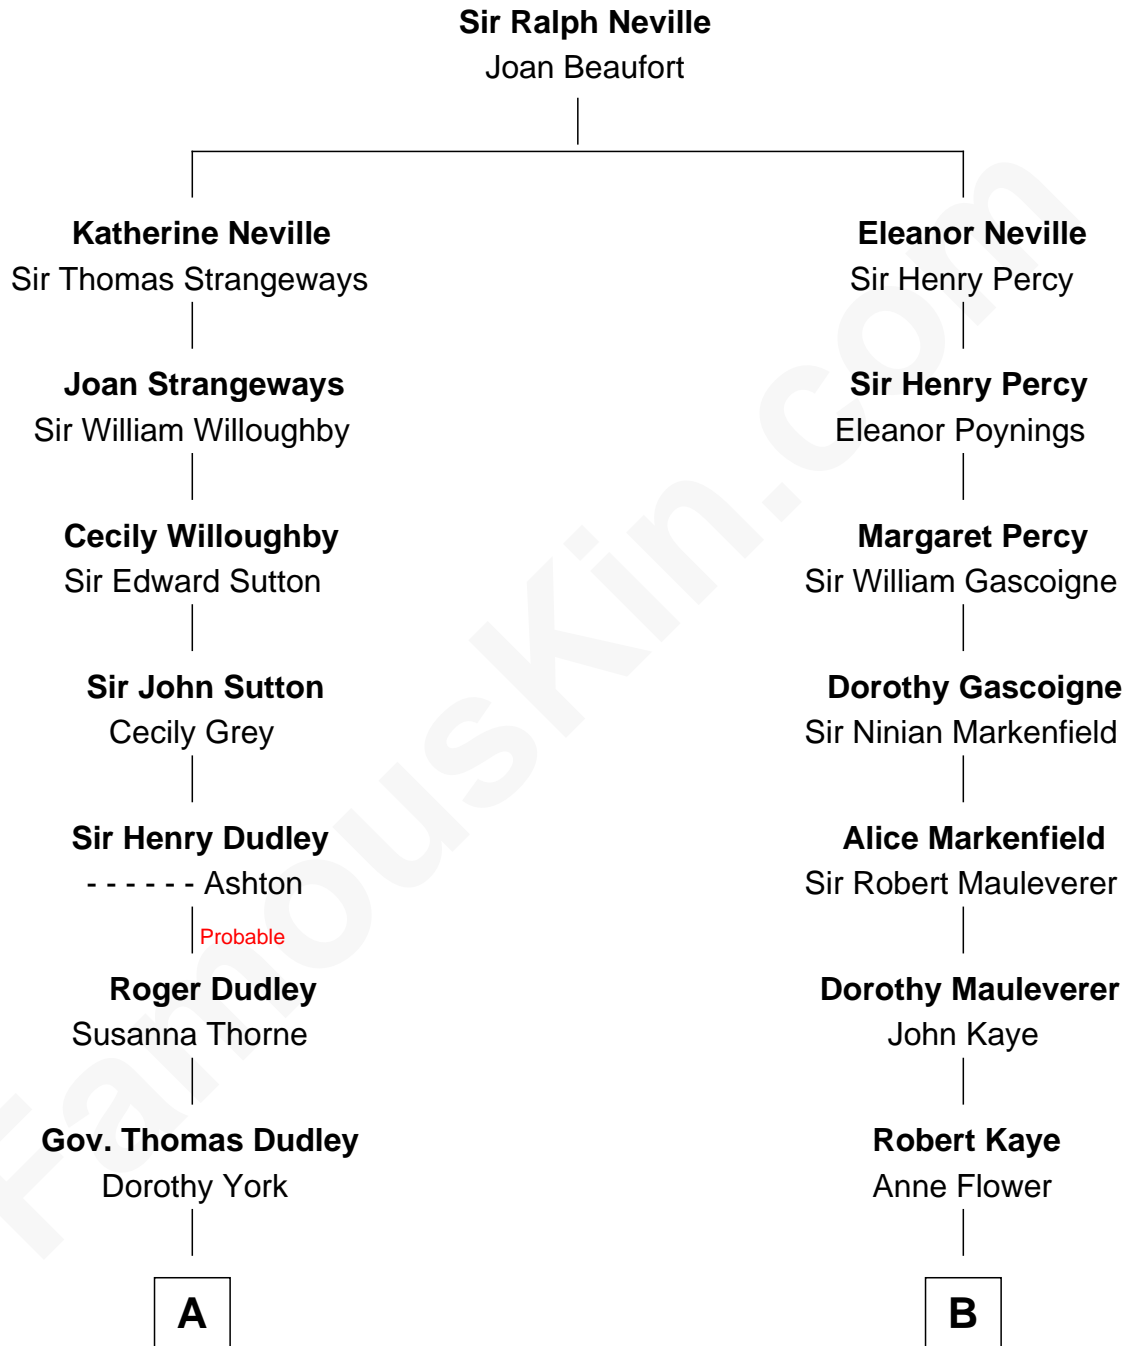 Sir Ralph Neville
Joan Beaufort
Katherine Neville
Sir Thomas Strangeways
Eleanor Neville
Sir Henry Percy
Joan Strangeways
Sir William Willoughby
Sir Henry Percy
Eleanor Poynings
Cecily Willoughby
Sir Edward Sutton
Margaret Percy
Sir William Gascoigne
Sir John Sutton
Cecily Grey
Dorothy Gascoigne
Sir Ninian Markenfield
Sir Henry Dudley
- - - - - - Ashton
Alice Markenfield
Sir Robert Mauleverer
Probable
Roger Dudley
Susanna Thorne
Dorothy Mauleverer
John Kaye
Gov. Thomas Dudley
Dorothy York
Robert Kaye
Anne Flower
A
B
FamousKin.com